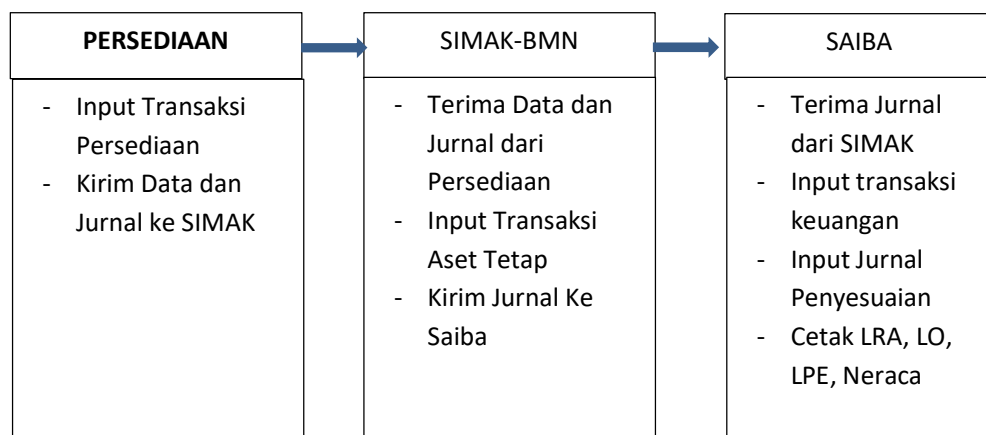 PERSEDIAAN
- Input Transaksi
Persediaan
- Kirim Data dan
Jurnal ke SIMAK
SIMAK-BMN
- Terima Data dan
Jurnal dari
Persediaan
- Input Transaksi
Aset Tetap
- Kirim Jurnal Ke
Saiba
SAIBA
- Terima Jurnal
dari SIMAK
- Input transaksi
keuangan
- Input Jurnal
Penyesuaian
- Cetak LRA, LO,
LPE, Neraca